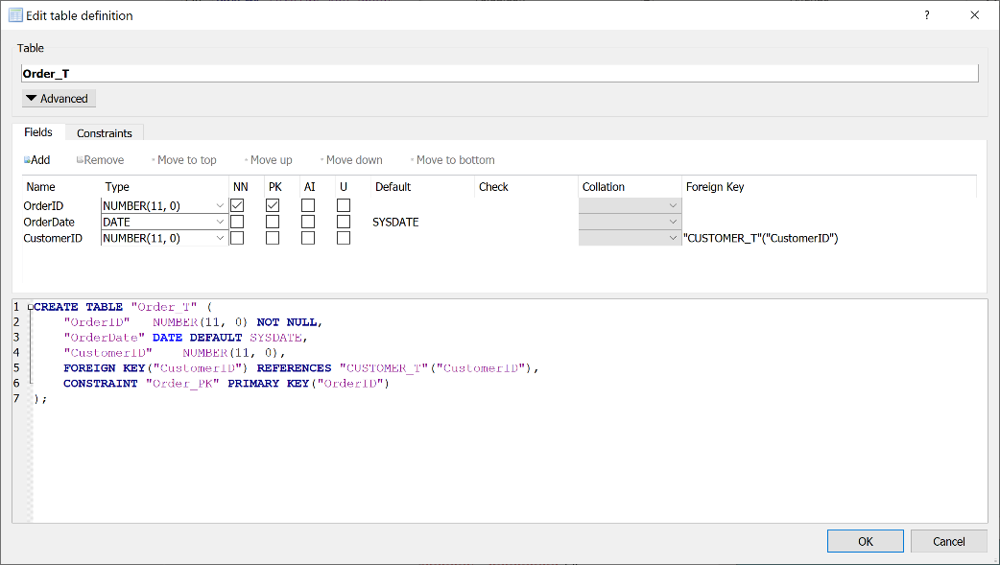 Edit table definition
?
Table
Order_T
Advanced
Fields Constraints
Add Remove Move to top Move up Move down Move to bottom
Name Type NN PK AI U Default Check Collation Foreign Key
OrderID NUMBER(11, 0)
OrderDate DATE SYSDATE
CustomerID NUMBER(11, 0) "CUSTOMER_T"("CustomerID")
1 CREATE TABLE "Order_T" (
2 "OrderID" NUMBER(11, 0) NOT NULL,
3 "OrderDate" DATE DEFAULT SYSDATE,
4 "CustomerID" NUMBER(11, 0),
5 FOREIGN KEY("CustomerID") REFERENCES "CUSTOMER_T"("CustomerID"),
6 CONSTRAINT "Order_PK" PRIMARY KEY("OrderID")
7 );
OK Cancel